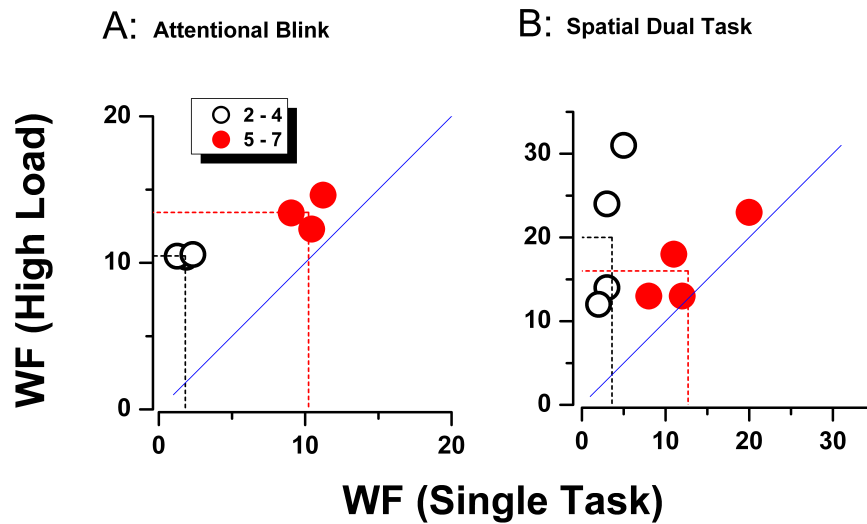 A: Attentional Blink
B: Spatial Dual Task
2 - 4
5 - 7
WF (High Load)
20
10
0
0
10
20
30
20
10
0
0
10
20
30
WF (Single Task)